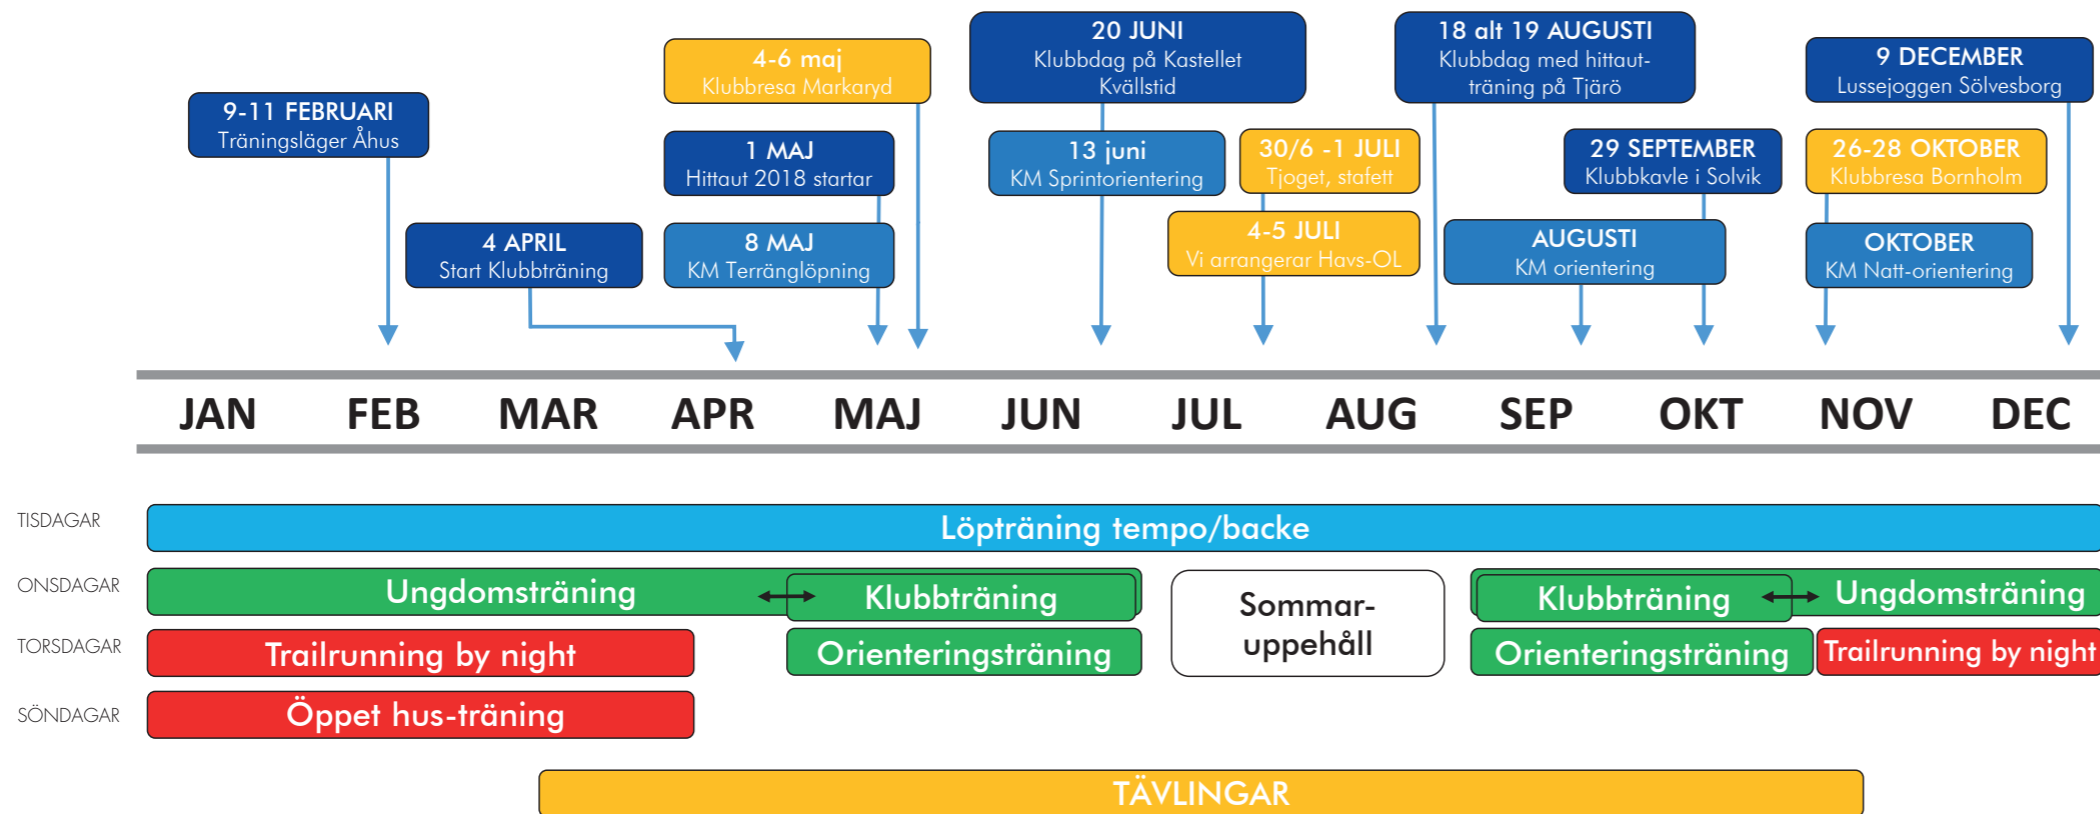 20 JUNI
Klubbdag på Kastellet
Kvällstid
18 alt 19 AUGUSTI
Klubbdag med hittaut-
träning på Tjärö
4-6 maj
Klubbresa Markaryd
9 DECEMBER
Lussejoggen Sölvesborg
9-11 FEBRUARI
Träningsläger Åhus
1 MAJ
Hittaut 2018 startar
13 juni
KM Sprintorientering
30/6 -1 JULI
Tjoget, stafett
29 SEPTEMBER
Klubbkavle i Solvik
26-28 OKTOBER
Klubbresa Bornholm
4 APRIL
Start Klubbträning
8 MAJ
KM Terränglöpning
4-5 JULI
Vi arrangerar Havs-OL
AUGUSTI
KM orientering
OKTOBER
KM Natt-orientering
JAN FEB MAR APR MAJ JUN JUL AUG SEP OKT NOV DEC
TISDAGAR
Löpträning tempo/backe
ONSDAGAR
Ungdomsträning
Klubbträning
Sommar-
uppehåll
Klubbträning
Ungdomsträning
TORSDAGAR
Trailrunning by night
Orienteringsträning
Orienteringsträning
Trailrunning by night
SÖNDAGAR
Öppet hus-träning
TÄVLINGAR